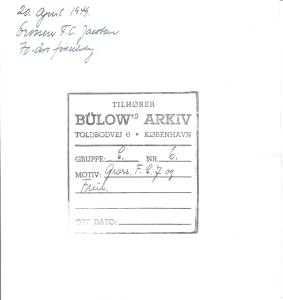 20. April 1949.
Grosserer F.C. Jacobsen
70-års fødselsdag
TILHØRER
BÜLOW'S ARKIV
TOLDBODVEJ 6 • KØBENHAVN
GRUPPE: C. NR. 6.
MOTIV: Gross. F.C.J og
Frue.
OPT. DATO: